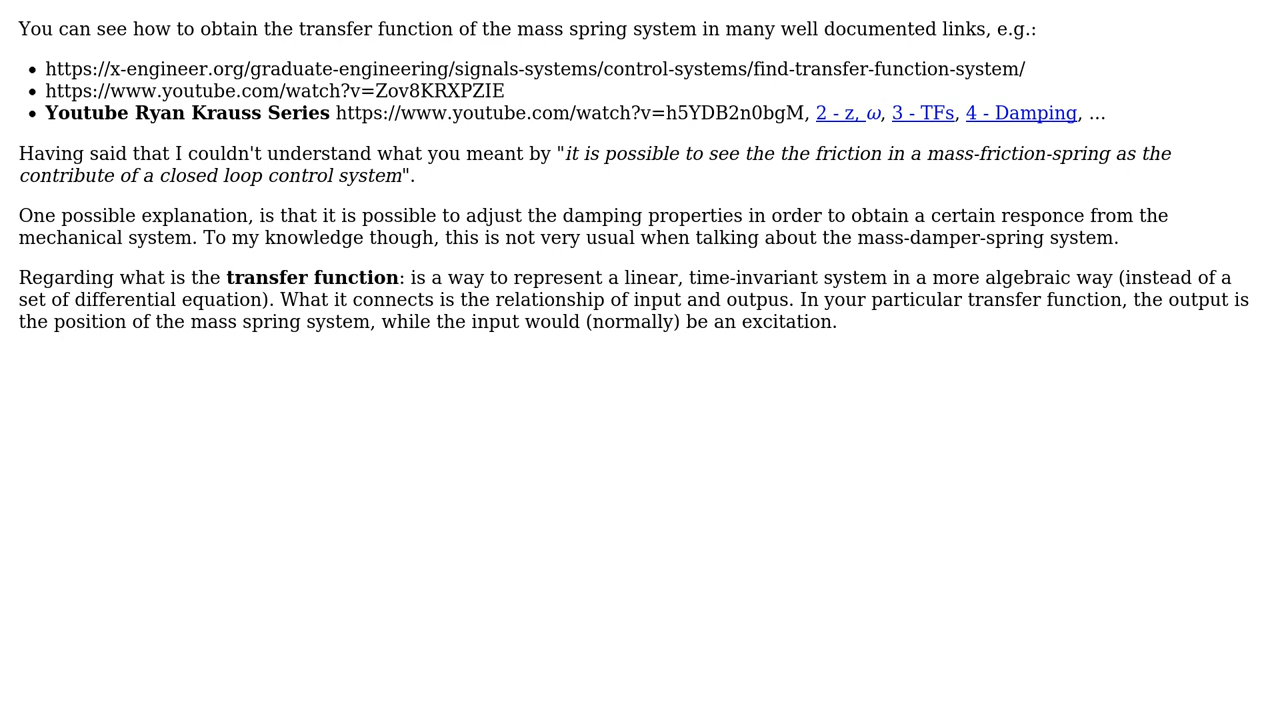 You can see how to obtain the transfer function of the mass spring system in many well documented links, e.g.:
• https://x-engineer.org/graduate-engineering/signals-systems/control-systems/find-transfer-function-system/
• https://www.youtube.com/watch?v=Zov8KRXPZIE
• Youtube Ryan Krauss Series https://www.youtube.com/watch?v=h5YDB2n0bgM, 2 - z, ω, 3 - TFs, 4 - Damping, ...
Having said that I couldn't understand what you meant by "it is possible to see the the friction in a mass-friction-spring as the
contribute of a closed loop control system".
One possible explanation, is that it is possible to adjust the damping properties in order to obtain a certain responce from the
mechanical system. To my knowledge though, this is not very usual when talking about the mass-damper-spring system.
Regarding what is the transfer function: is a way to represent a linear, time-invariant system in a more algebraic way (instead of a
set of differential equation). What it connects is the relationship of input and outpus. In your particular transfer function, the output is
the position of the mass spring system, while the input would (normally) be an excitation.